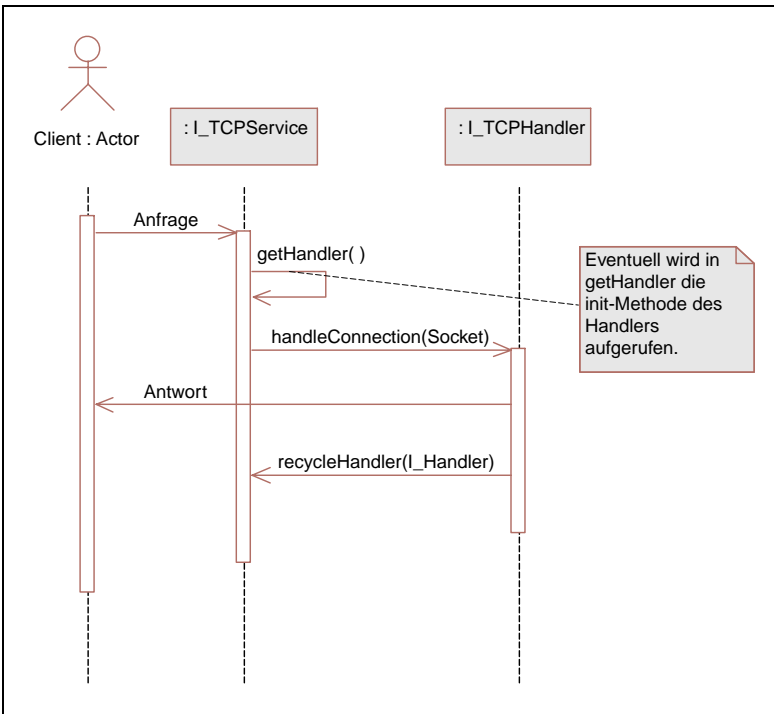 Client : Actor
: I_TCPService
: I_TCPHandler
Anfrage
getHandler( )
Eventuell wird in
getHandler die
init-Methode des
Handlers
aufgerufen.
handleConnection(Socket)
Antwort
recycleHandler(I_Handler)